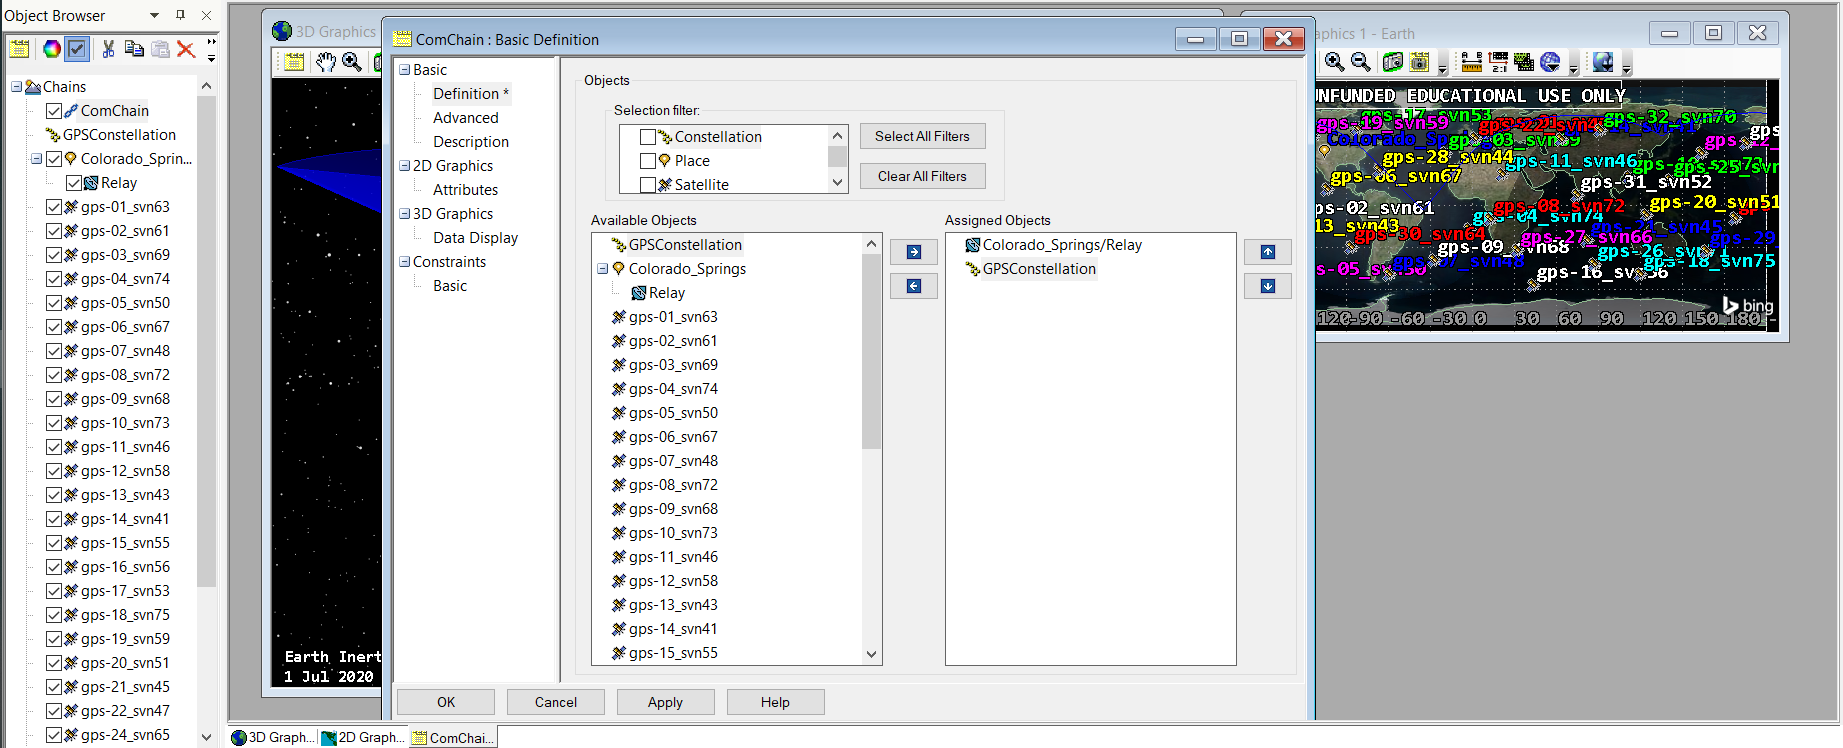 Object Browser
Chains
ComChain
GPSConstellation
Colorado_Sprin...
Relay
gps-01_svn63
gps-02_svn61
gps-03_svn69
gps-04_svn74
gps-05_svn50
gps-06_svn67
gps-07_svn48
gps-08_svn72
gps-09_svn68
gps-10_svn73
gps-11_svn46
gps-12_svn58
gps-13_svn43
gps-14_svn41
gps-15_svn55
gps-16_svn56
gps-17_svn53
gps-18_svn75
gps-19_svn59
gps-20_svn51
gps-21_svn45
gps-22_svn47
gps-24_svn65
3D Graphics
Earth Inert
1 Jul 2020
ComChain : Basic Definition
Basic
Definition *
Advanced
Description
2D Graphics
Attributes
3D Graphics
Data Display
Constraints
Basic
Objects
Selection filter:
Constellation
Place
Satellite
Select All Filters
Clear All Filters
Available Objects
GPSConstellation
Colorado_Springs
Relay
gps-01_svn63
gps-02_svn61
gps-03_svn69
gps-04_svn74
gps-05_svn50
gps-06_svn67
gps-07_svn48
gps-08_svn72
gps-09_svn68
gps-10_svn73
gps-11_svn46
gps-12_svn58
gps-13_svn43
gps-14_svn41
gps-15_svn55
Assigned Objects
Colorado_Springs/Relay
GPSConstellation
OK
Cancel
Apply
Help
aphics 1 - Earth
UNFUNDED EDUCATIONAL USE ONLY
gps-17_svn53
gps-32_svn70
gps-19_svn59
gps-28_svn44
gps-11_svn46
gps-06_svn67
gps-31_svn52
gps-20_svn51
ps-02_svn61
gps-08_svn72
gps-04_svn74
13_svn43
gps-30_svn64
gps-27_svn66
gps-09_svn68
gps-26_svn71
gps-18_svn75
gps-05_svn50
gps-16_svn56
bing
120 -90 -60 -30 0 30 60 90 120 150 180
3D Graph...
2D Graph...
ComChai...